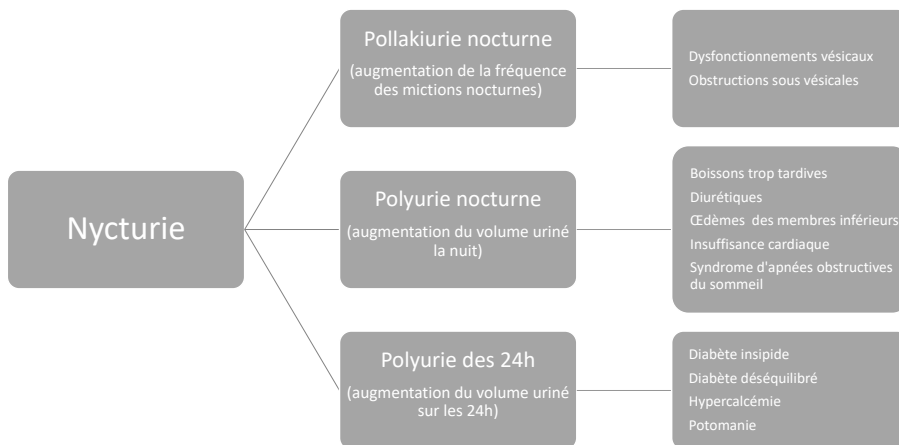 Nycturie
Pollakiurie nocturne
(augmentation de la fréquence
des mictions nocturnes)
Dysfonctionnements vésicaux
Obstructions sous vésicales
Polyurie nocturne
(augmentation du volume uriné
la nuit)
Boissons trop tardives
Diurétiques
Œdèmes des membres inférieurs
Insuffisance cardiaque
Syndrome d'apnées obstructives
du sommeil
Polyurie des 24h
(augmentation du volume uriné
sur les 24h)
Diabète insipide
Diabète déséquilibré
Hypercalcémie
Potomanie